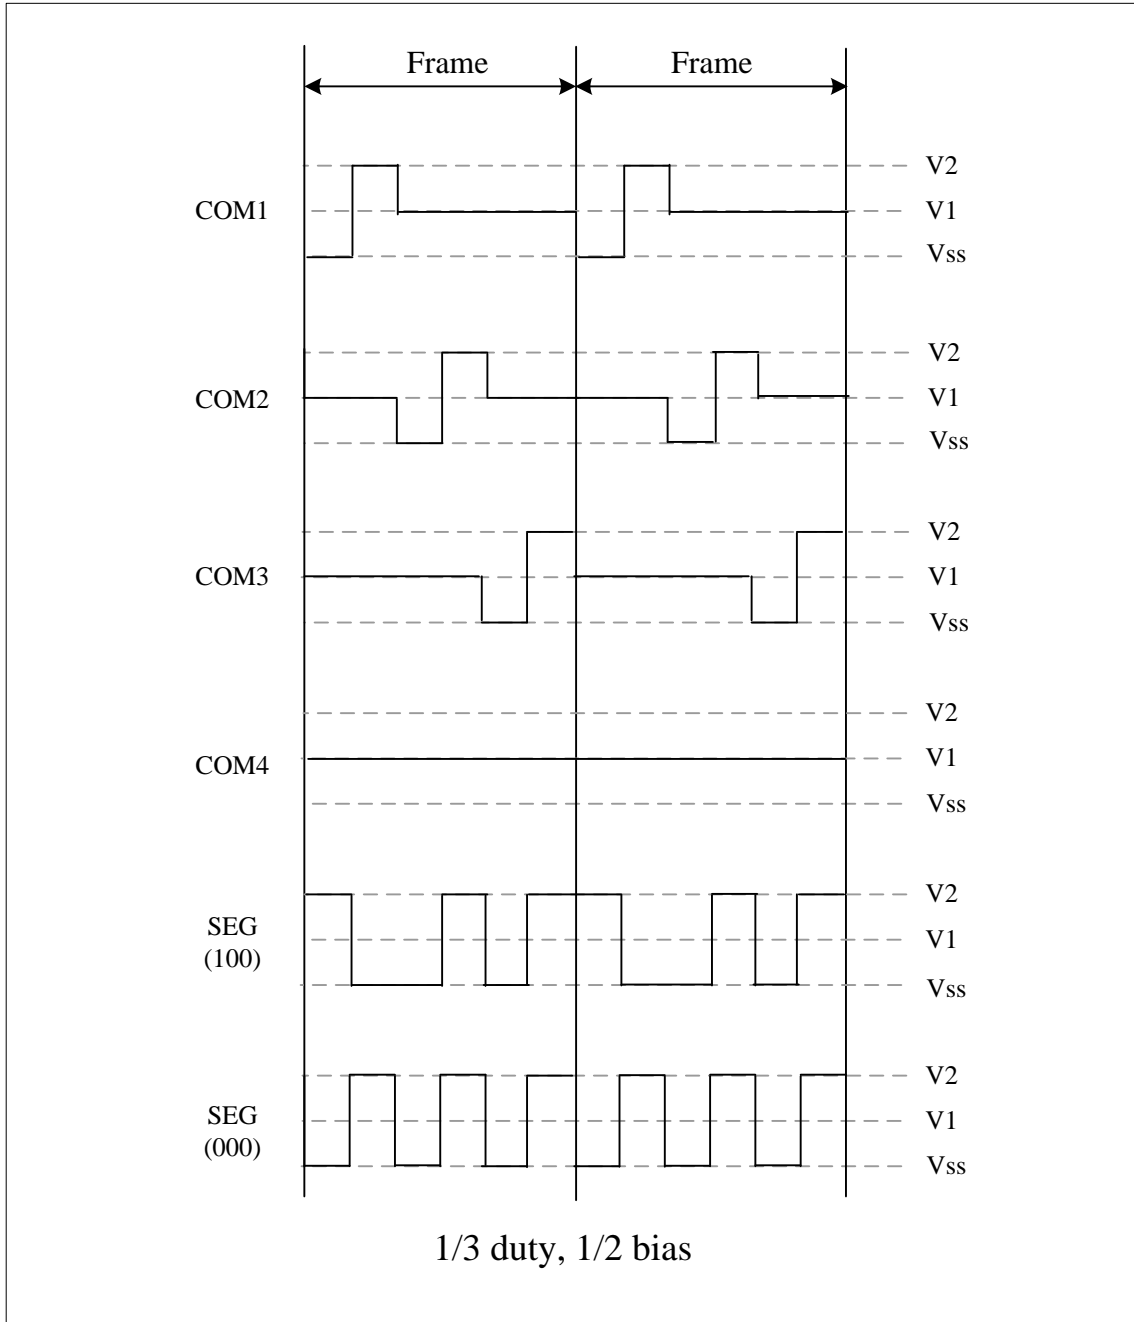 Frame Frame
V2
COM1 V1
Vss
V2
COM2 V1
Vss
V2
COM3 V1
Vss
V2
COM4 V1
Vss
V2
SEG
(100)
V1
Vss
V2
SEG
(000)
V1
Vss
1/3 duty, 1/2 bias